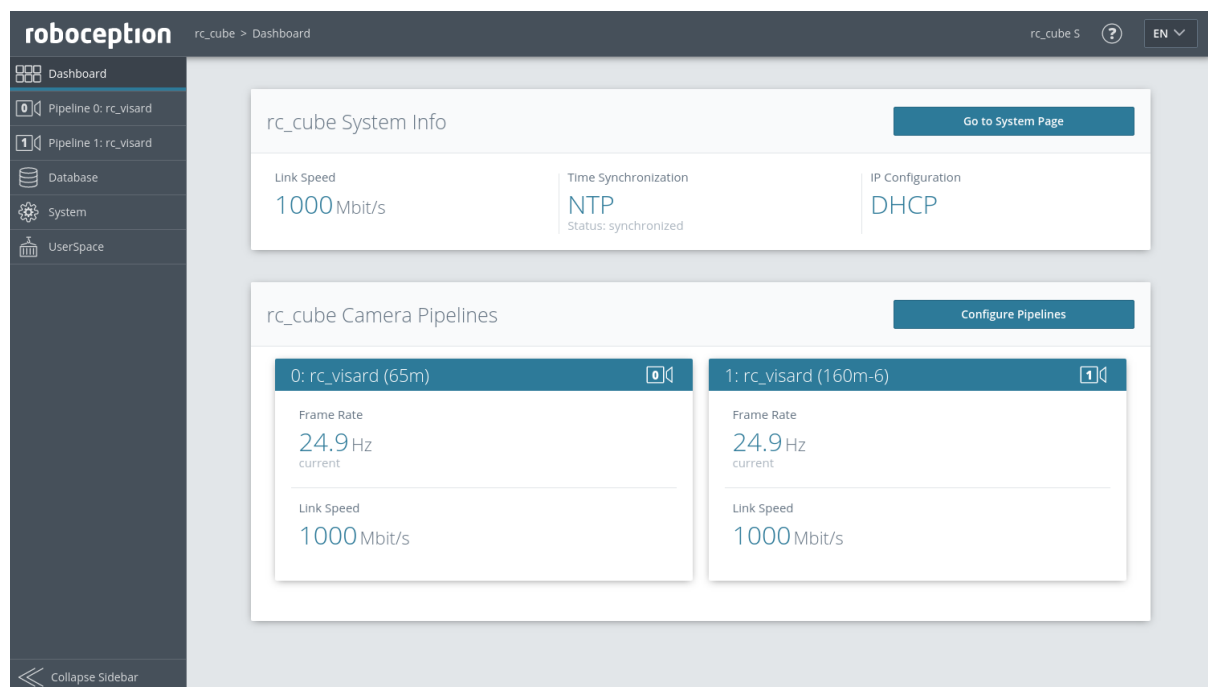 roboception
rc_cube > Dashboard
rc_cube S
?
EN
Dashboard
0 Pipeline 0: rc_visard
1 Pipeline 1: rc_visard
Database
System
UserSpace
Collapse Sidebar
rc_cube System Info
Go to System Page
Link Speed
1000 Mbit/s
Time Synchronization
NTP
Status: synchronized
IP Configuration
DHCP
rc_cube Camera Pipelines
Configure Pipelines
0: rc_visard (65m)
0
Frame Rate
24.9 Hz
current
Link Speed
1000 Mbit/s
1: rc_visard (160m-6)
1
Frame Rate
24.9 Hz
current
Link Speed
1000 Mbit/s